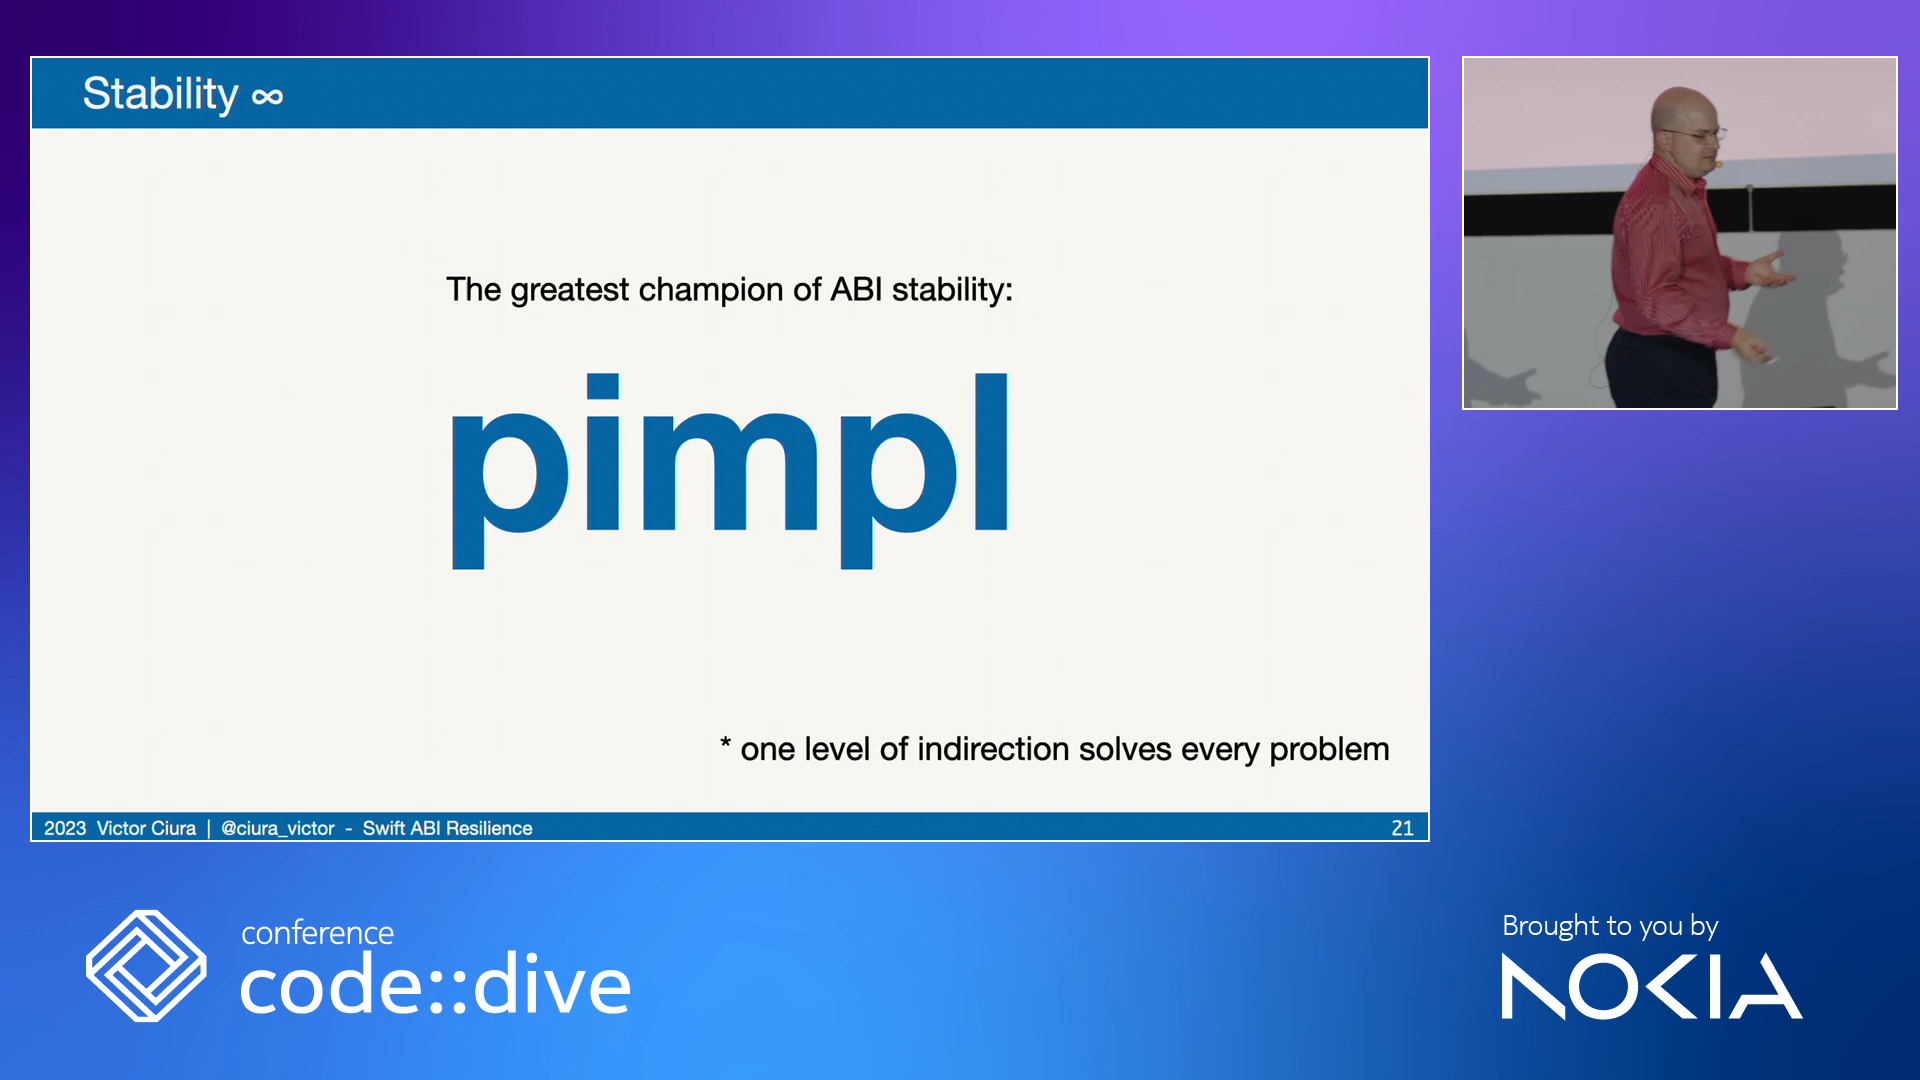 Stability ∞
The greatest champion of ABI stability:
pimpl
* one level of indirection solves every problem
2023 Victor Ciura | @ciura_victor - Swift ABI Resilience
21
conference
code::dive
Brought to you by
NOKIA